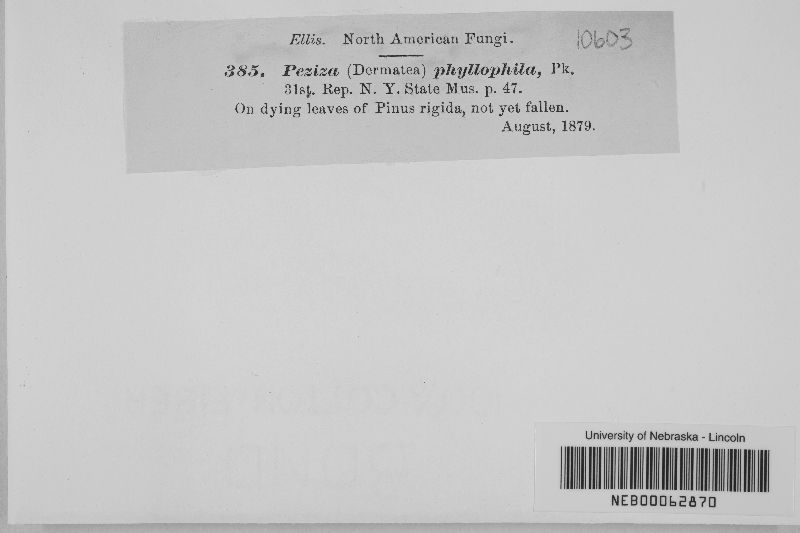 Ellis. North American Fungi. 10603
385. Peziza (Dermatea) phyllophila, Pk.
31st. Rep. N. Y. State Mus. p. 47.
On dying leaves of Pinus rigida, not yet fallen.
August, 1879.
University of Nebraska - Lincoln
NEB00062870